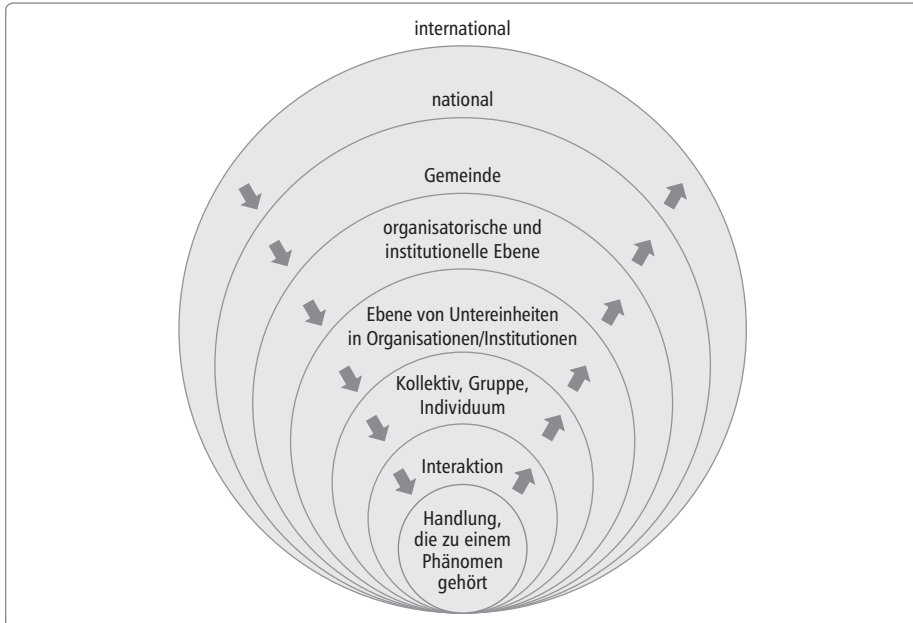 international
national
Gemeinde
organisatorische und
institutionelle Ebene
Ebene von Untereinheiten
in Organisationen/Institutionen
Kollektiv, Gruppe,
Individuum
Interaktion
Handlung,
die zu einem
Phänomen
gehört